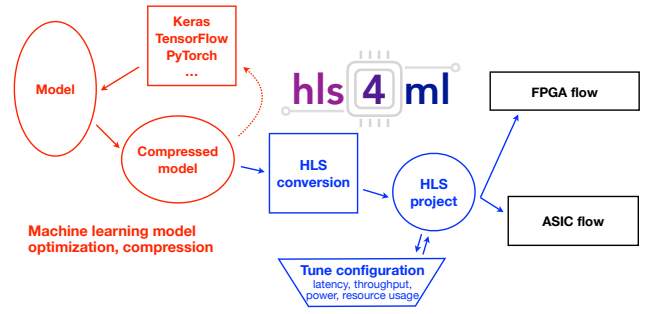 Keras
TensorFlow
PyTorch
...
Model
hls 4 ml
FPGA flow
Compressed
model
HLS
conversion
HLS
project
ASIC flow
Machine learning model
optimization, compression
Tune configuration
latency, throughput,
power, resource usage